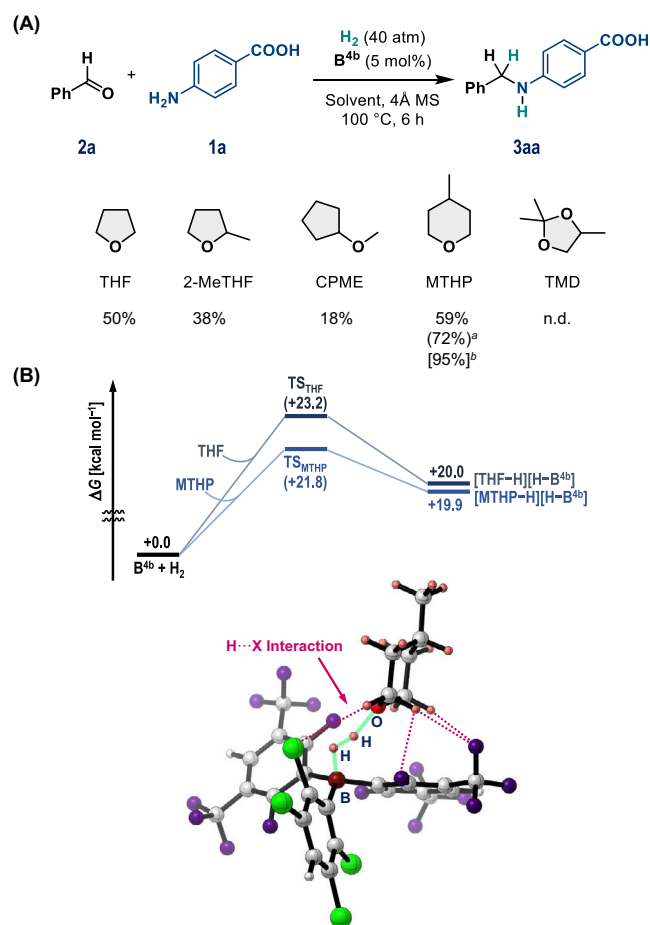 (A)
H
Ph
O
2a
+
H₂N
COOH
1a
H₂ (40 atm)
B⁴ᵇ (5 mol%)
Solvent, 4Å MS
100 °C, 6 h
H H
Ph N
H
COOH
3aa
O
O
O
O
O
THF 2-MeTHF CPME MTHP TMD
50% 38% 18% 59% n.d.
(72%)ᵃ
[95%]ᵇ
(B)
ΔG [kcal mol⁻¹]
TS_THF
(+23.2)
THF
TS_MTHP
(+21.8)
MTHP
+20.0 [THF–H][H–B⁴ᵇ]
+19.9 [MTHP–H][H–B⁴ᵇ]
+0.0
B⁴ᵇ + H₂
H···X Interaction
O
H
H
B